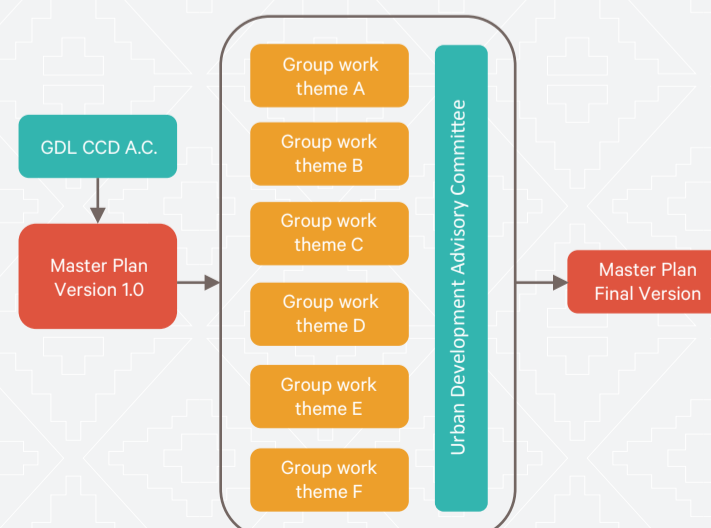 GDL CCD A.C.
Master Plan
Version 1.0
Group work
theme A
Group work
theme B
Group work
theme C
Group work
theme D
Group work
theme E
Group work
theme F
Urban Development Advisory Committee
Master Plan
Final Version